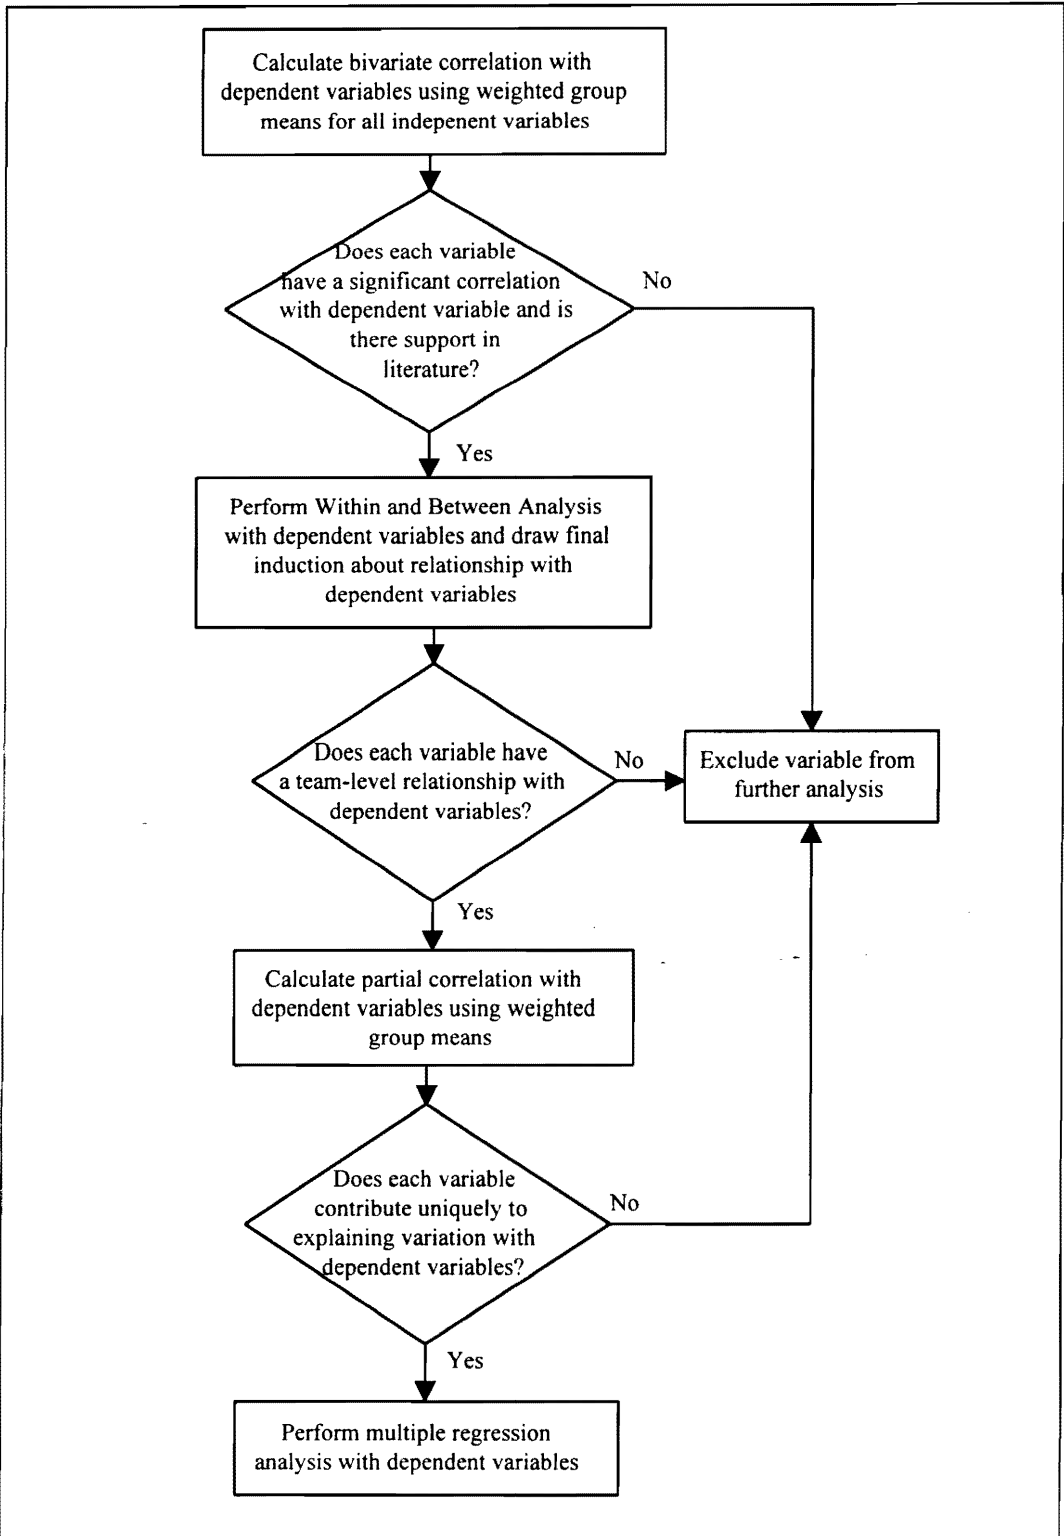 Calculate bivariate correlation with
dependent variables using weighted group
means for all indepenent variables
Does each variable
have a significant correlation
with dependent variable and is
there support in
literature?
No
Yes
Perform Within and Between Analysis
with dependent variables and draw final
induction about relationship with
dependent variables
Does each variable have
a team-level relationship with
dependent variables?
No
Exclude variable from
further analysis
Yes
Calculate partial correlation with
dependent variables using weighted
group means
Does each variable
contribute uniquely to
explaining variation with
dependent variables?
No
Yes
Perform multiple regression
analysis with dependent variables